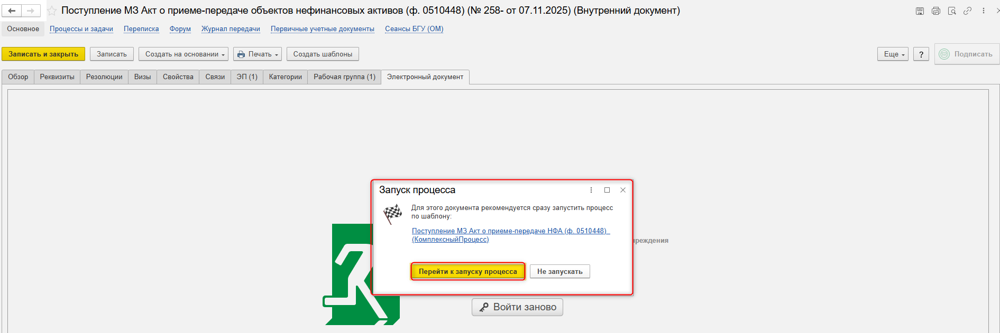 Поступление МЗ Акт о приеме-передаче объектов нефинансовых активов (ф. 0510448) (№ 258- от 07.11.2025) (Внутренний документ)
Основное Процессы и задачи Переписка Форум Журнал передачи Первичные учетные документы Сеансы БГУ (ОМ)
Записать и закрыть Записать Создать на основании Печать Создать шаблоны Еще ? Подписать
Обзор Реквизиты Резолюции Визы Свойства Связи ЭП (1) Категории Рабочая группа (1) Электронный документ
Запуск процесса
Для этого документа рекомендуется сразу запустить процесс
по шаблону:
Поступление МЗ Акт о приеме-передаче НФА (ф. 0510448)_
(КомплексныйПроцесс)
Перейти к запуску процесса Не запускать
Войти заново